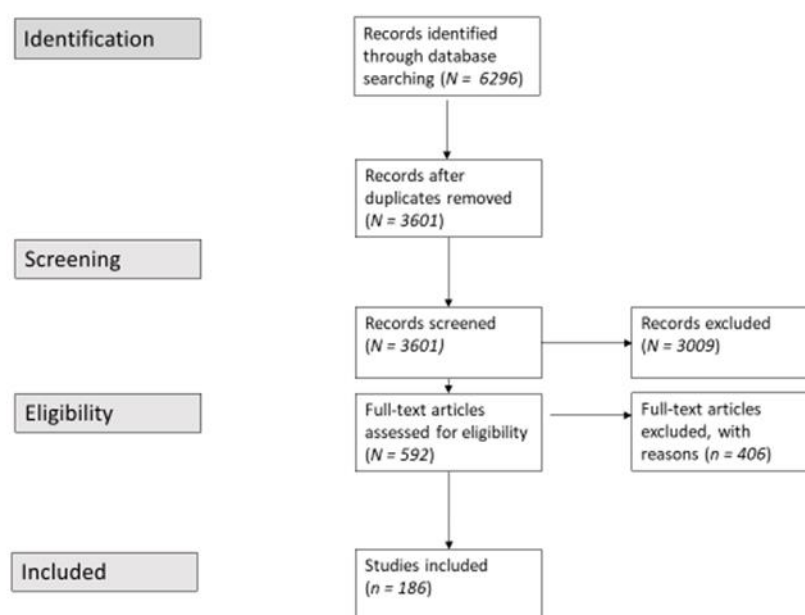 Identification
Records identified
through database
searching (N = 6296)
Records after
duplicates removed
(N = 3601)
Screening
Records screened
(N = 3601)
Records excluded
(N = 3009)
Eligibility
Full-text articles
assessed for eligibility
(N = 592)
Full-text articles
excluded, with
reasons (n = 406)
Included
Studies included
(n = 186)